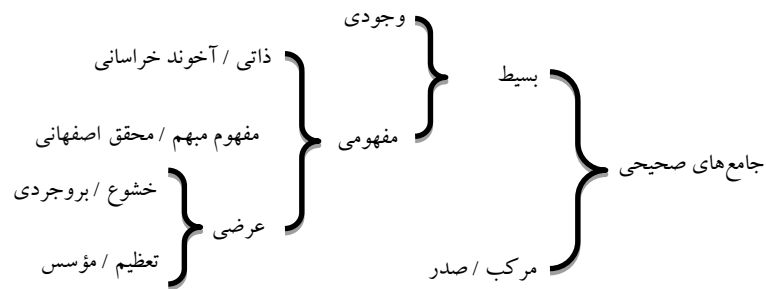 جامع‌های صحیحی
بسیط
وجودی
مفهومی
ذاتی / آخوند خراسانی
مفهوم مبهم / محقق اصفهانی
عرضی
خشوع / بروجردی
تعظیم / مؤسس
مرکب / صدر